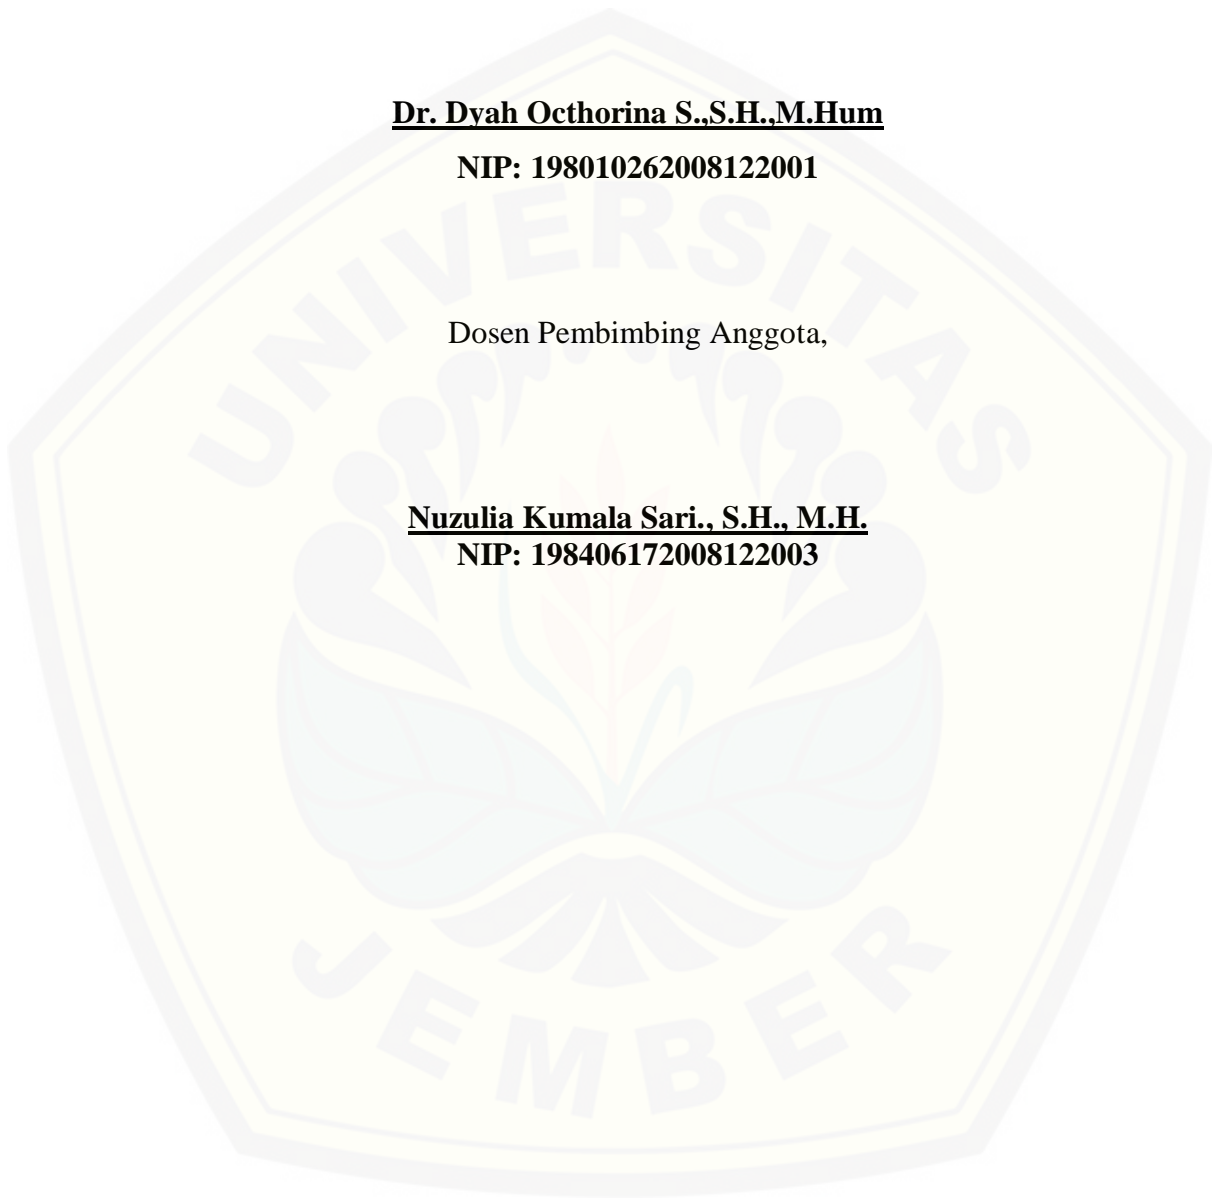 Dr. Dyah Octhorina S.,S.H.,M.Hum
NIP: 198010262008122001
Dosen Pembimbing Anggota,
Nuzulia Kumala Sari., S.H., M.H.
NIP: 198406172008122003
UNIVERSITAS
JEMBER